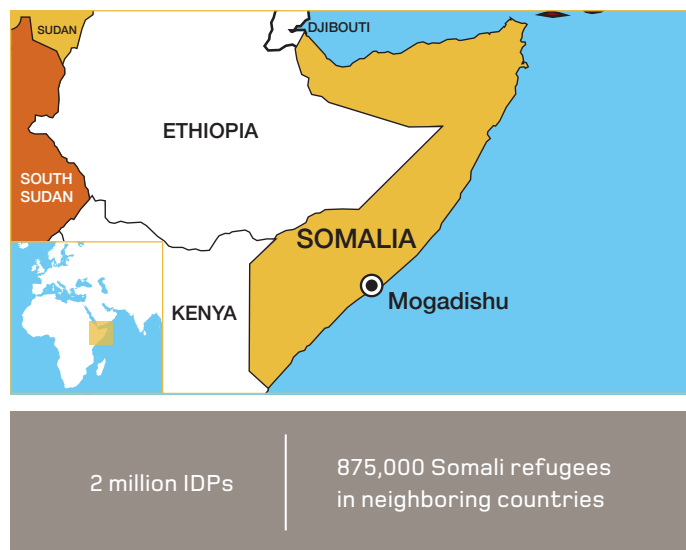 SUDAN
DJIBOUTI
ETHIOPIA
SOUTH
SUDAN
SOMALIA
KENYA
Mogadishu
2 million IDPs
875,000 Somali refugees
in neighboring countries